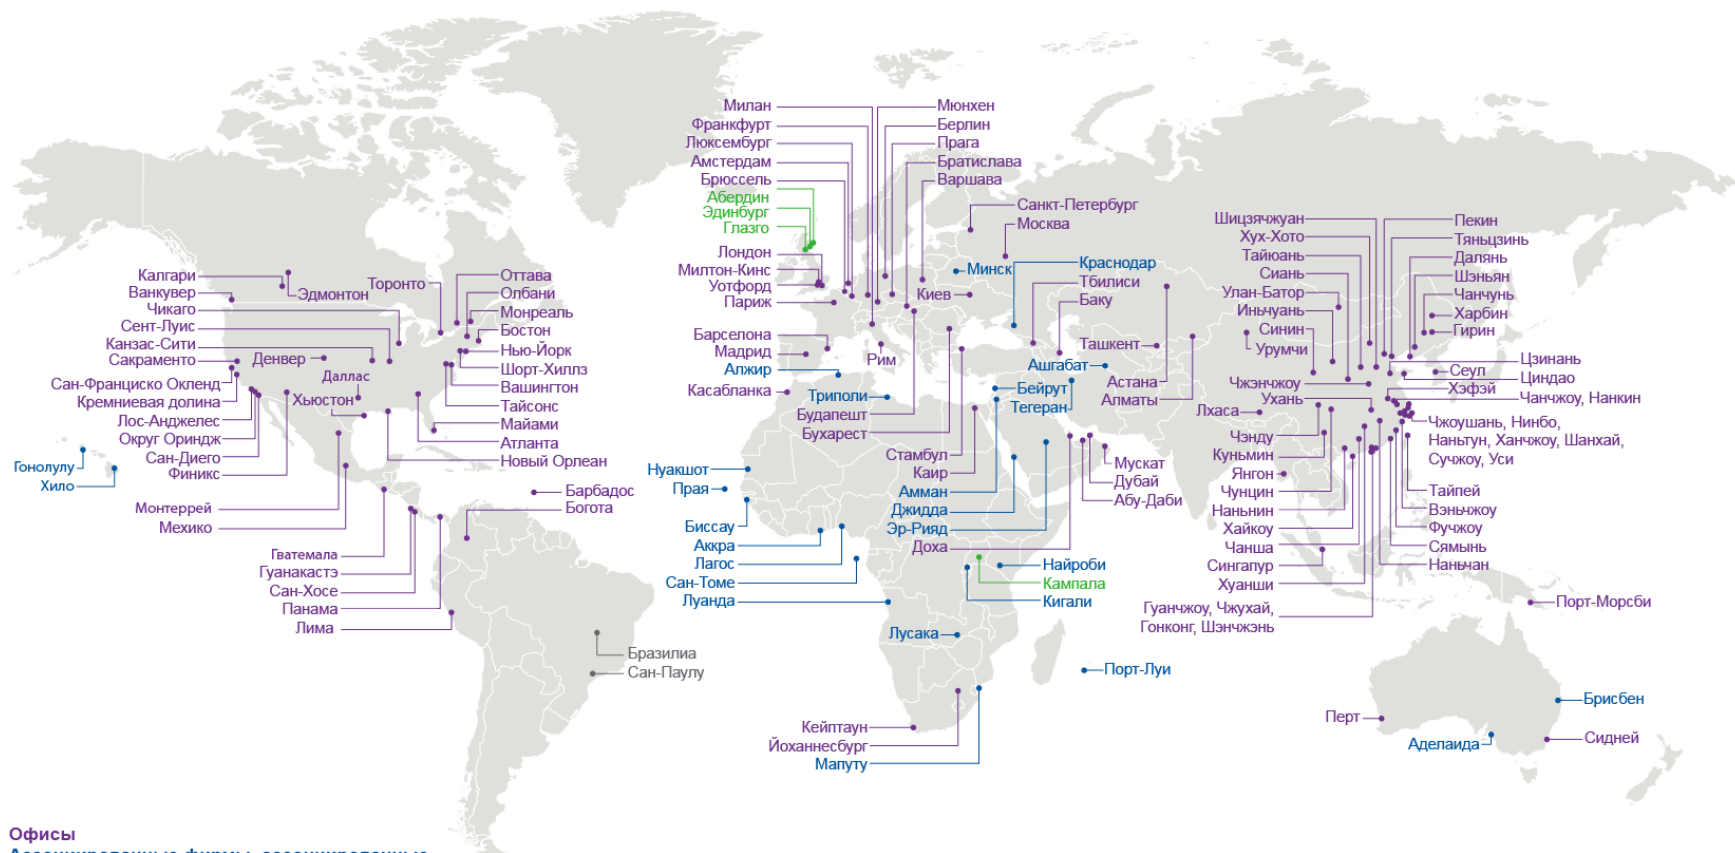 Калгари
Ванкувер
Чикаго
Сент-Луис
Канзас-Сити
Сакраменто
Сан-Франциско Окленд
Кремниевая долина
Лос-Анджелес
Округ Ориндж
Сан-Диего
Финикс
Эдмонтон
Денвер
Даллас
Хьюстон
Торонто
Оттава
Олбани
Монреаль
Бостон
Нью-Йорк
Шорт-Хиллз
Вашингтон
Тайсонс
Майами
Атланта
Новый Орлеан
Гонолулу
Хило
Монтеррей
Мехико
Гватемала
Гуанакастэ
Сан-Хосе
Панама
Лима
Барбадос
Богота
Бразилиа
Сан-Паулу
Милан
Франкфурт
Люксембург
Амстердам
Брюссель
Абердин
Эдинбург
Глазго
Лондон
Милтон-Кинс
Уотфорд
Париж
Барселона
Мадрид
Алжир
Касабланка
Мюнхен
Берлин
Прага
Братислава
Варшава
Санкт-Петербург
Москва
Минск
Киев
Краснодар
Тбилиси
Баку
Рим
Триполи
Будапешт
Бухарест
Ташкент
Ашгабат
Астана
Алматы
Бейрут
Тегеран
Стамбул
Каир
Амман
Джидда
Эр-Рияд
Доха
Мускат
Дубай
Абу-Даби
Нуакшот
Прая
Биссау
Аккра
Лагос
Сан-Томе
Луанда
Найроби
Кампала
Кигали
Лусака
Порт-Луи
Кейптаун
Йоханнесбург
Мапуту
Шицзячжуан
Хух-Хото
Тайюань
Сиань
Улан-Батор
Иньчуань
Синин
Урумчи
Чжэнчжоу
Ухань
Лхаса
Чэнду
Куньмин
Янгон
Чунцин
Наньнин
Хайкоу
Чанша
Сингапур
Хуанши
Гуанчжоу, Чжухай,
Гонконг, Шэнчжэнь
Пекин
Тяньцзинь
Далянь
Шэньян
Чанчунь
Харбин
Гирин
Цзинань
Сеул
Циндао
Хэфэй
Чанчжоу, Нанкин
Чжоушань, Нинбо,
Наньтун, Ханчжоу, Шанхай,
Сучжоу, Уси
Тайпей
Вэньчжоу
Фучжоу
Сямынь
Наньчан
Порт-Морсби
Перт
Брисбен
Аделаида
Сидней
Офисы